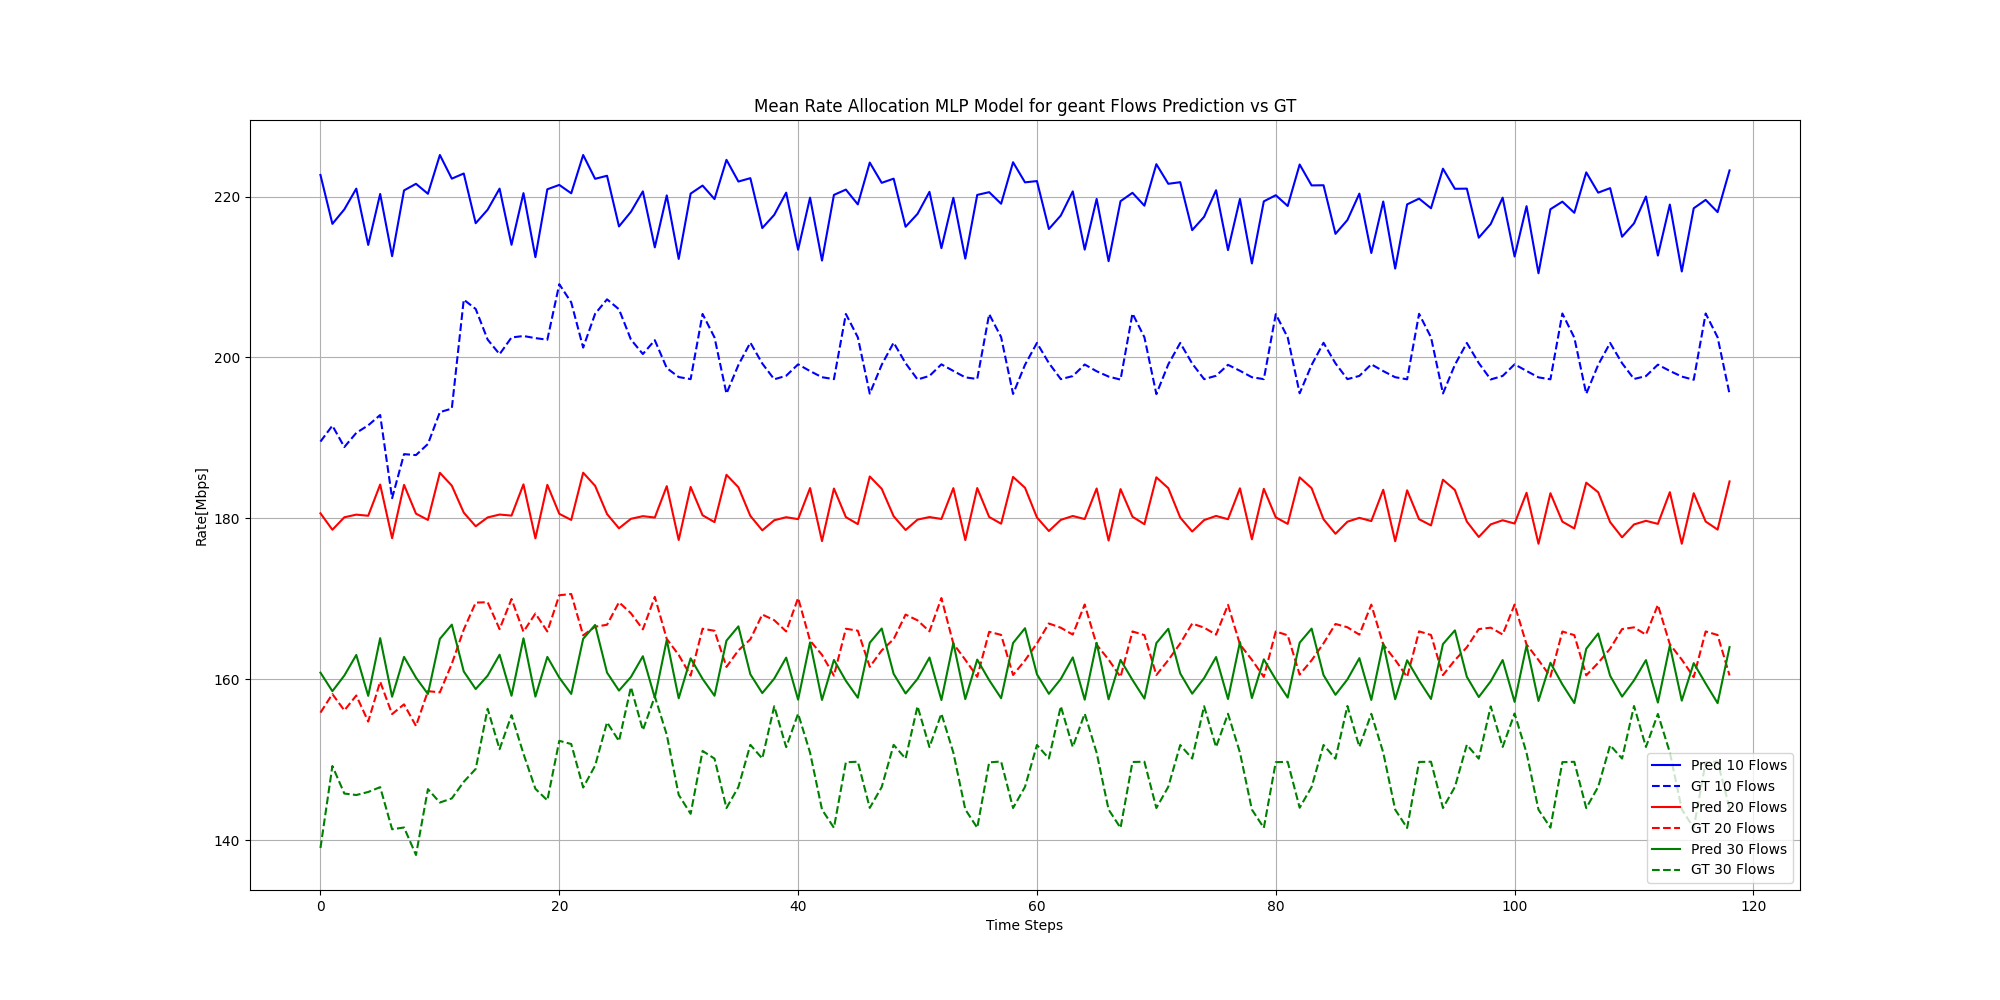 Mean Rate Allocation MLP Model for geant Flows Prediction vs GT
Rate[Mbps]
220
200
180
160
140
0 20 40 60 80 100 120
Time Steps
Pred 10 Flows
GT 10 Flows
Pred 20 Flows
GT 20 Flows
Pred 30 Flows
GT 30 Flows